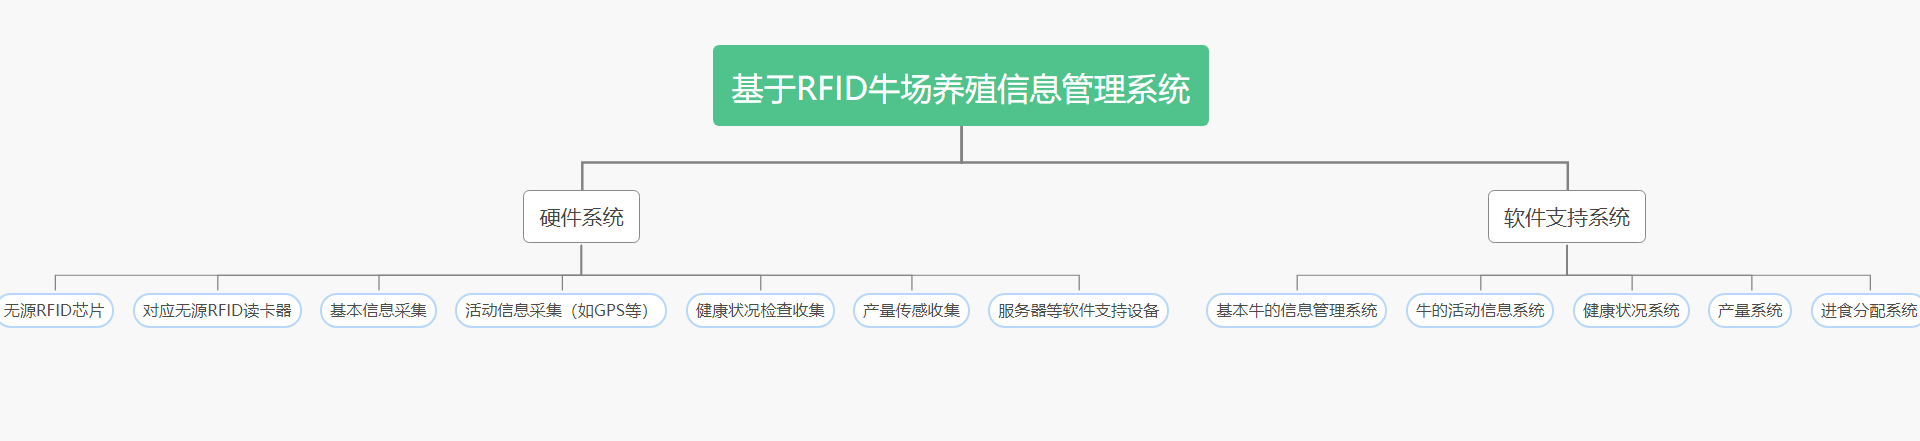 基于RFID牛场养殖信息管理系统
硬件系统
软件支持系统
无源RFID芯片
对应无源RFID读卡器
基本信息采集
活动信息采集（如GPS等）
健康状况检查收集
产量传感收集
服务器等软件支持设备
基本牛的信息管理系统
牛的活动信息系统
健康状况系统
产量系统
进食分配系统